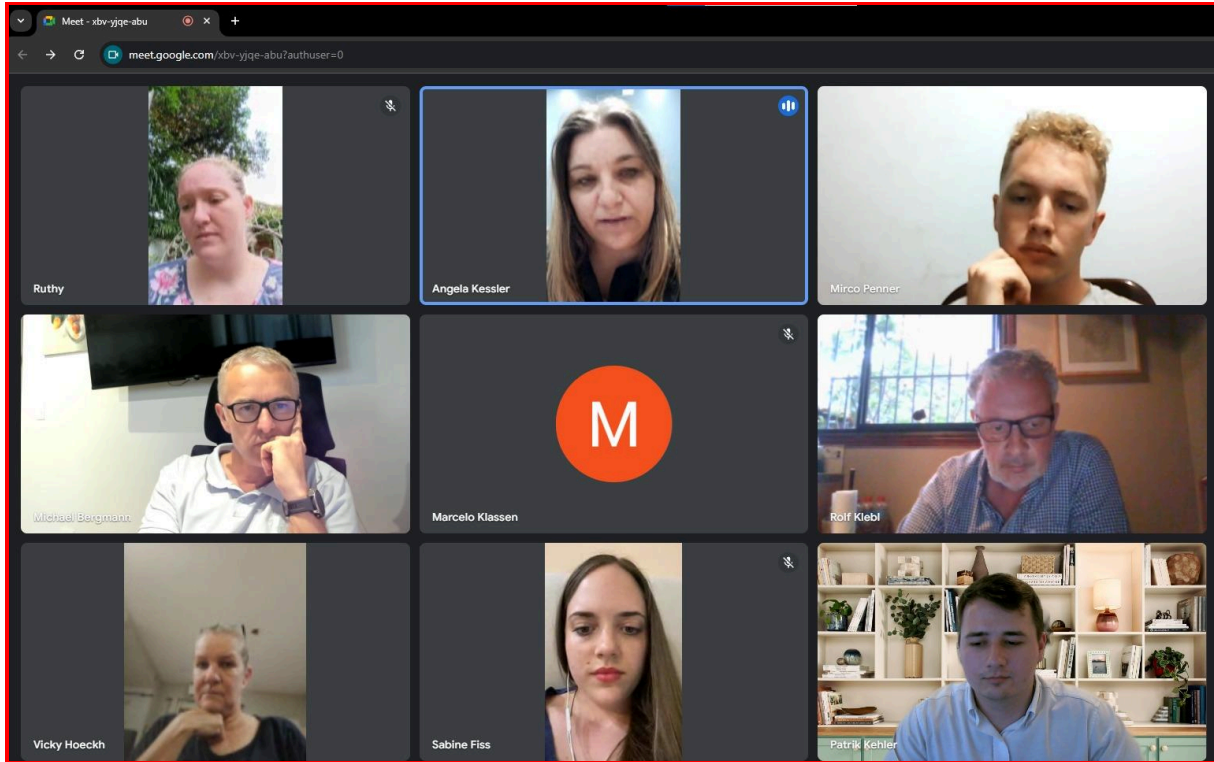 Meet - xbv-yjqe-abu
meet.google.com/xbv-yjqe-abu?authuser=0
Ruthy
Angela Kessler
Mirco Penner
Michael Bergmann
M
Marcelo Klassen
Rolf Klebl
Vicky Hoeckh
Sabine Fiss
Patrik Kehler